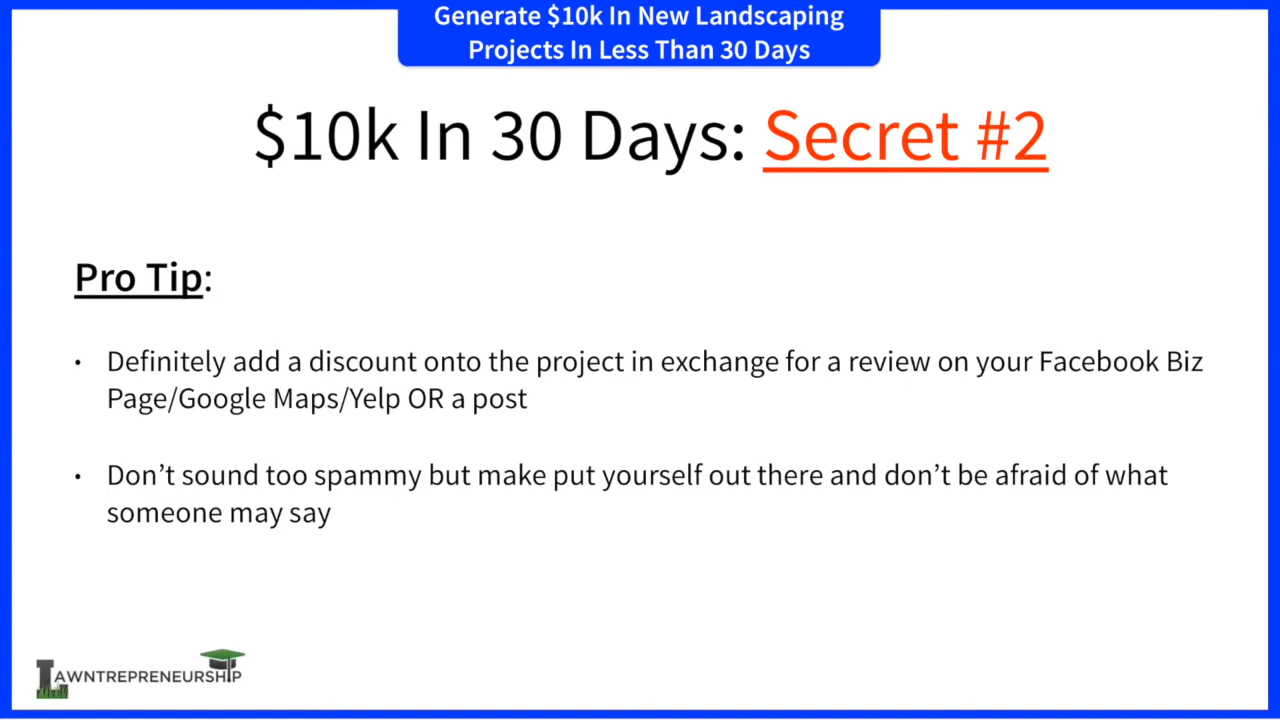 Generate $10k In New Landscaping
Projects In Less Than 30 Days
$10k In 30 Days: Secret #2
Pro Tip:
• Definitely add a discount onto the project in exchange for a review on your Facebook Biz
Page/Google Maps/Yelp OR a post
• Don’t sound too spammy but make put yourself out there and don’t be afraid of what
someone may say
LAWNTREPRENEURSHIP